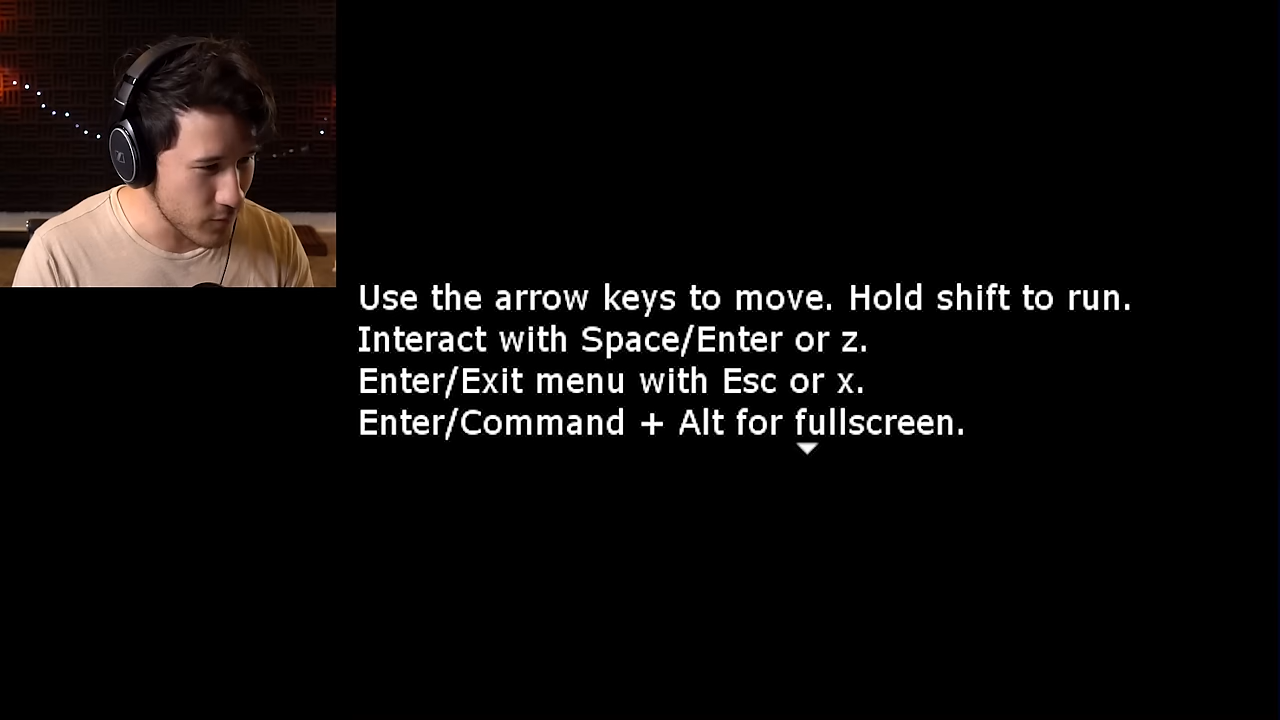 Use the arrow keys to move. Hold shift to run.
Interact with Space/Enter or z.
Enter/Exit menu with Esc or x.
Enter/Command + Alt for fullscreen.